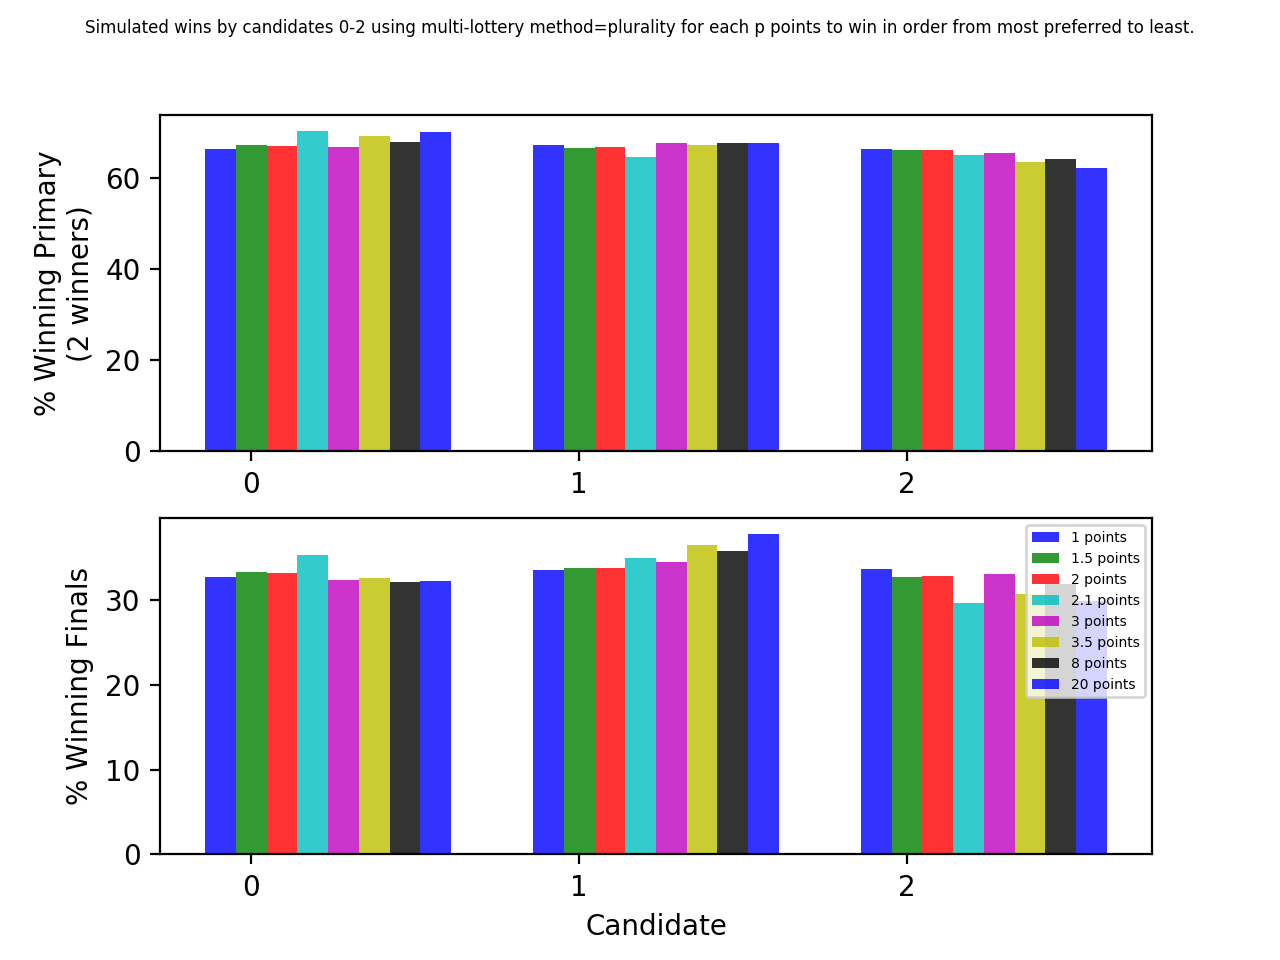 Simulated wins by candidates 0-2 using multi-lottery method=plurality for each p points to win in order from most preferred to least.
% Winning Primary
(2 winners)
60
40
20
0
0 1 2
% Winning Finals
30
20
10
0
1 points
1.5 points
2 points
2.1 points
3 points
3.5 points
8 points
20 points
0 1 2
Candidate